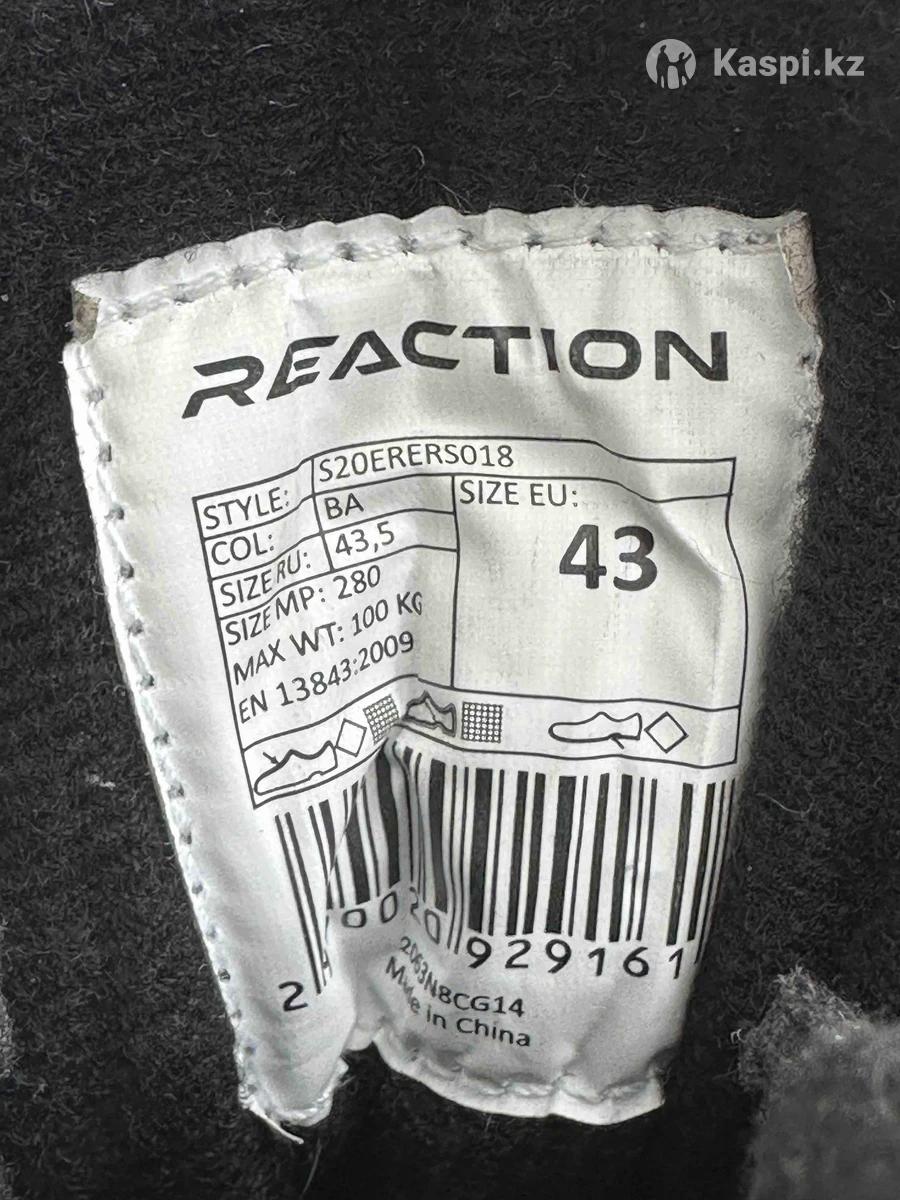 Kaspi.kz
REACTION
STYLE: S20ERERS018
COL: BA
SIZE RU: 43,5
SIZE MP: 280
MAX WT: 100 KG
EN 13843:2009
SIZE EU:
43
929161
2063N8CG14
Made in China